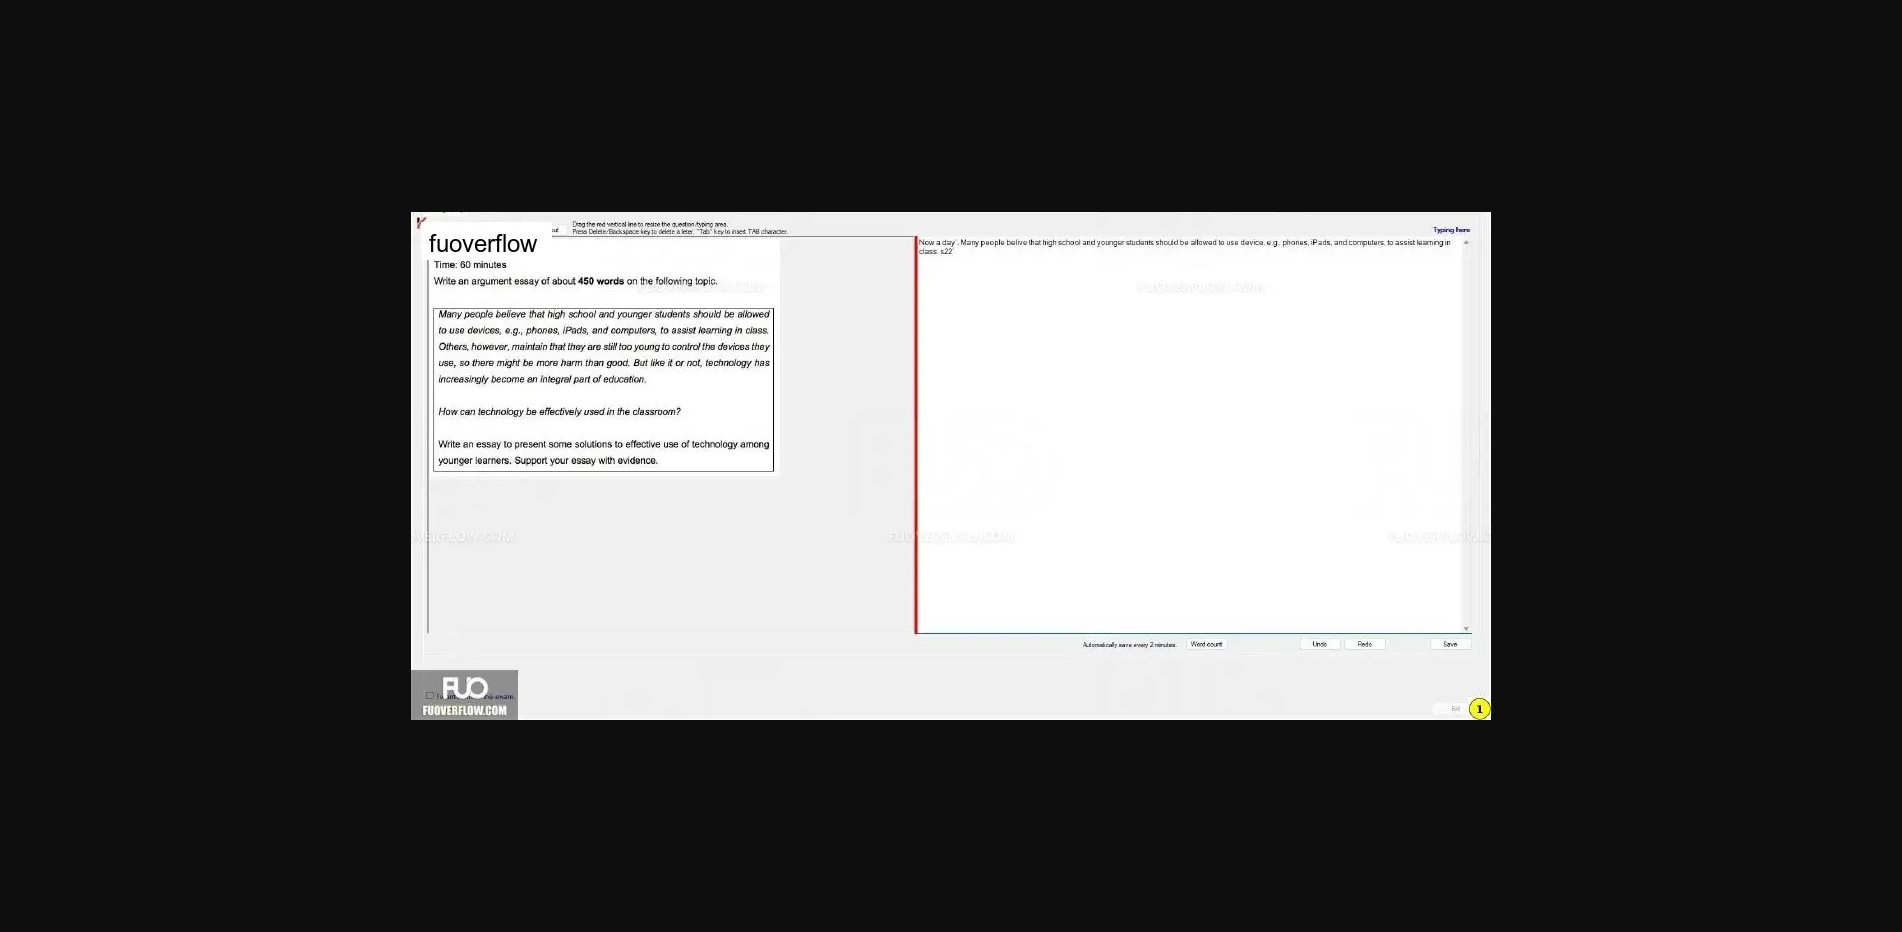 Drag the red vertical line to resize the question/typing area.
Press Delete/Backspace key to delete a leter, "Tab" key to insert TAB character.
Typing here
fuoverflow
Time: 60 minutes
Write an argument essay of about 450 words on the following topic.
Many people believe that high school and younger students should be allowed
to use devices, e.g., phones, iPads, and computers, to assist learning in class.
Others, however, maintain that they are still too young to control the devices they
use, so there might be more harm than good. But like it or not, technology has
increasingly become an integral part of education.
How can technology be effectively used in the classroom?
Write an essay to present some solutions to effective use of technology among
younger learners. Support your essay with evidence.
Now a day'. Many people belive that high school and younger students should be allowed to use device, e.g., phones, iPads, and computers, to assist learning in
class. s22'
FUOVERFLOW.COM
FUOVERFLOW.COM
Automatically save every 2 minutes.
Word count
Undo
Redo
Save
FUO
the exam.
FUOVERFLOW.COM
1